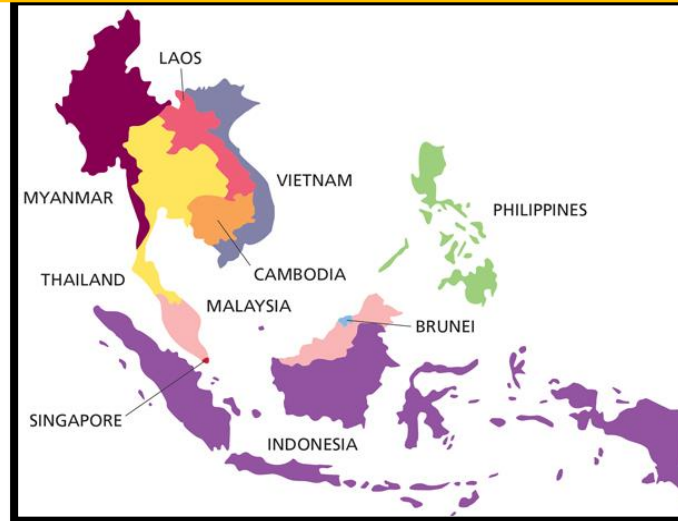 LAOS
VIETNAM
MYANMAR
PHILIPPINES
CAMBODIA
THAILAND
MALAYSIA
BRUNEI
SINGAPORE
INDONESIA